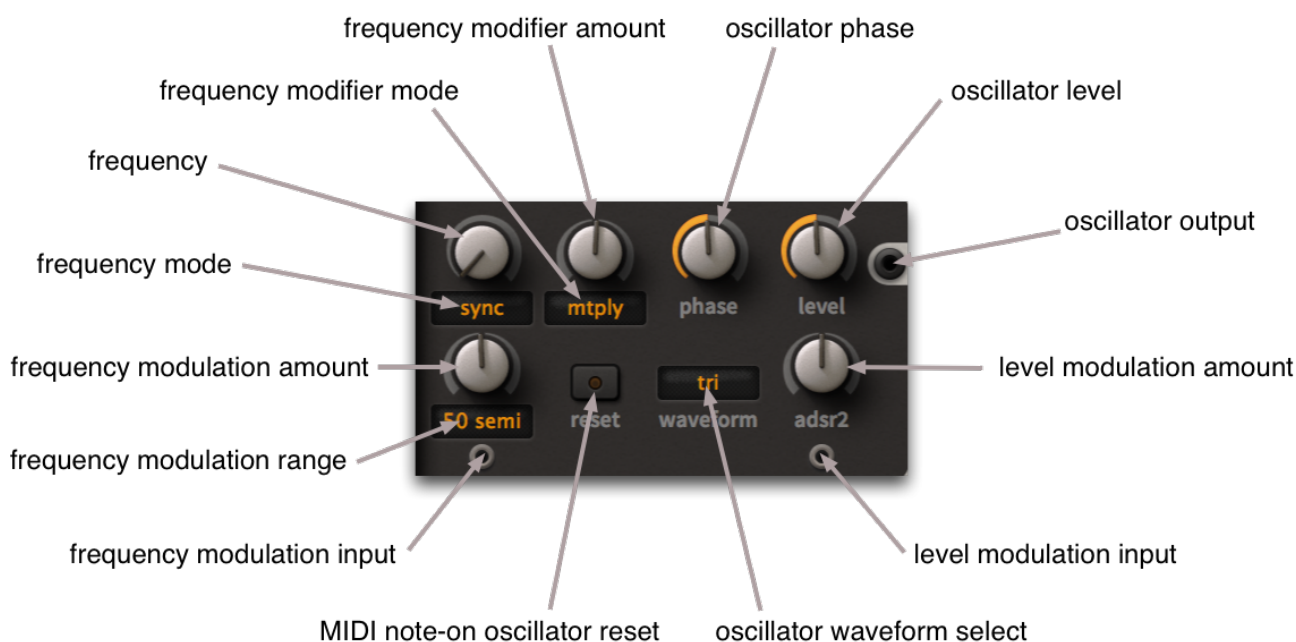 frequency modifier amount
oscillator phase
frequency modifier mode
oscillator level
frequency
oscillator output
frequency mode
sync
mtply
phase
level
frequency modulation amount
level modulation amount
tri
50 semi
reset
waveform
adsr2
frequency modulation range
frequency modulation input
level modulation input
MIDI note-on oscillator reset
oscillator waveform select